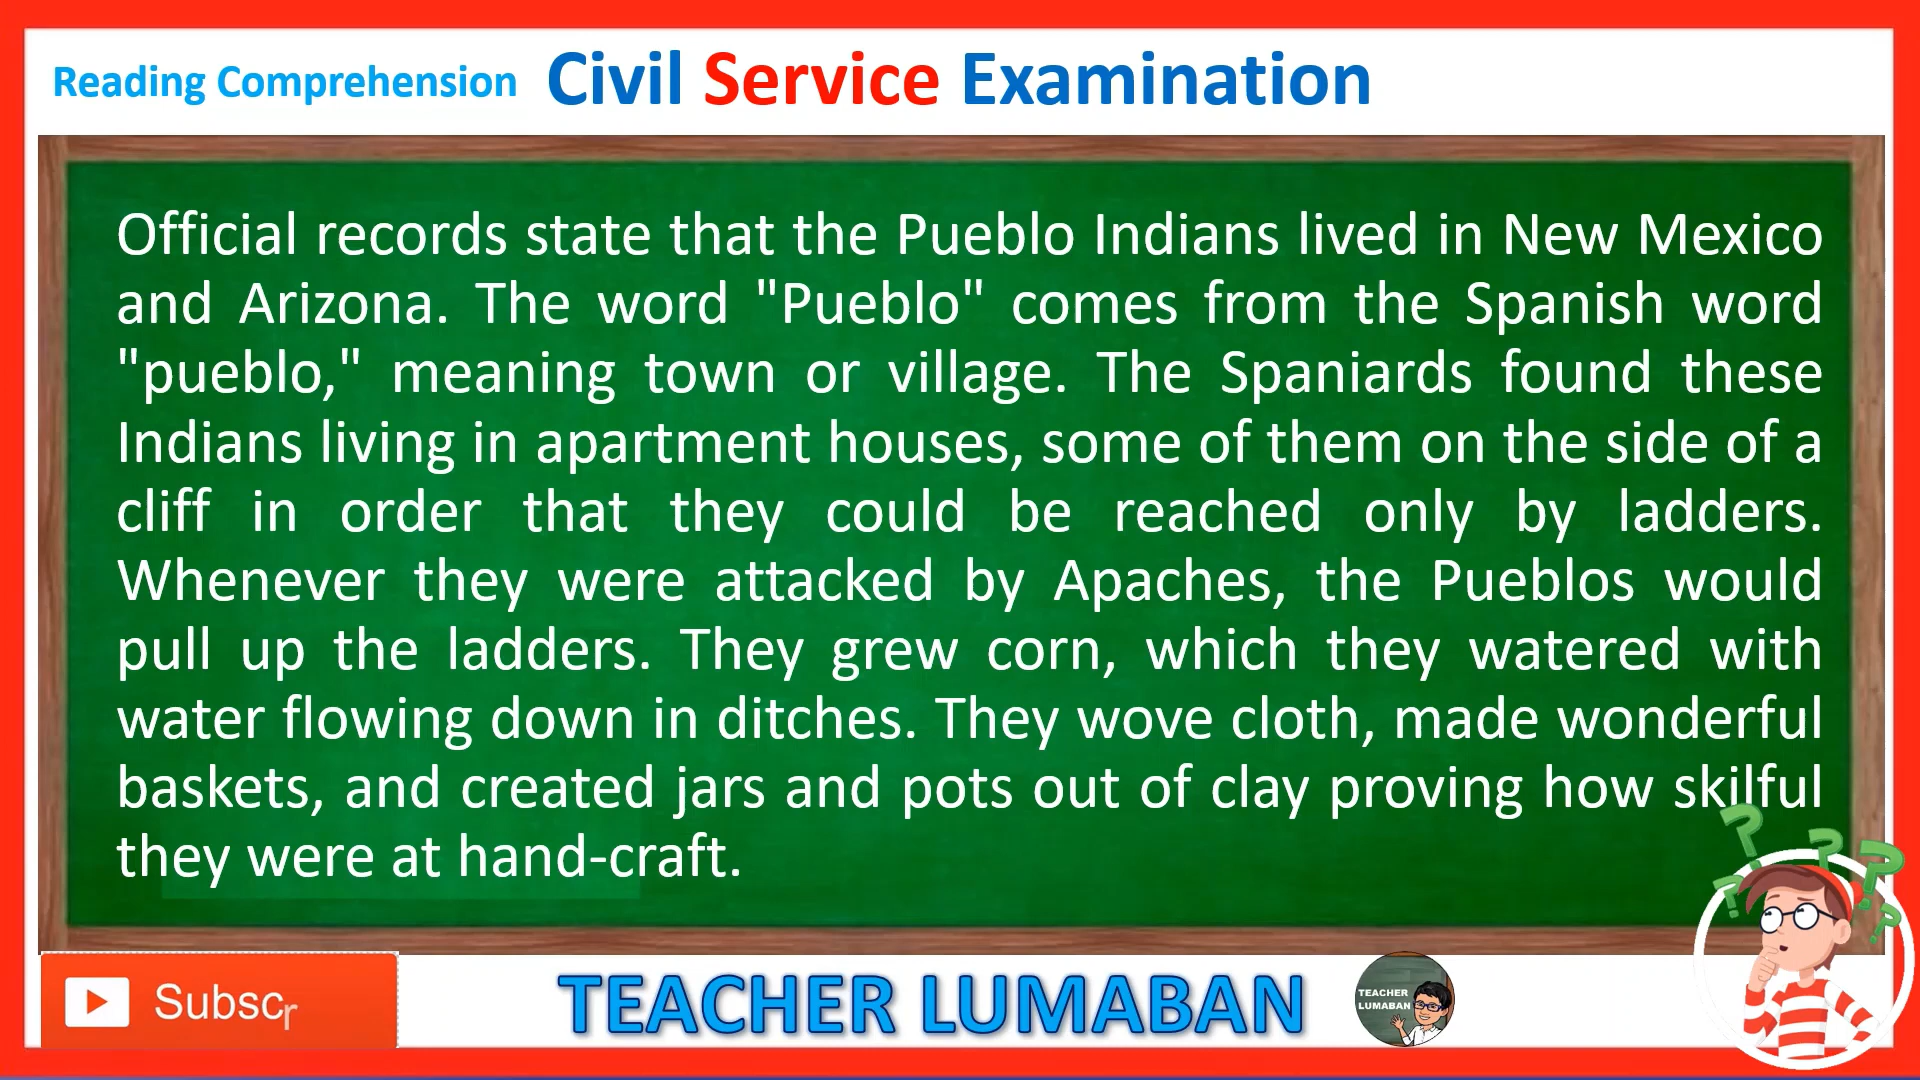 Reading Comprehension Civil Service Examination
Official records state that the Pueblo Indians lived in New Mexico
and Arizona. The word "Pueblo" comes from the Spanish word
"pueblo," meaning town or village. The Spaniards found these
Indians living in apartment houses, some of them on the side of a
cliff in order that they could be reached only by ladders.
Whenever they were attacked by Apaches, the Pueblos would
pull up the ladders. They grew corn, which they watered with
water flowing down in ditches. They wove cloth, made wonderful
baskets, and created jars and pots out of clay proving how skilful
they were at hand-craft.
Subscr
TEACHER LUMABAN
TEACHER
LUMABAN